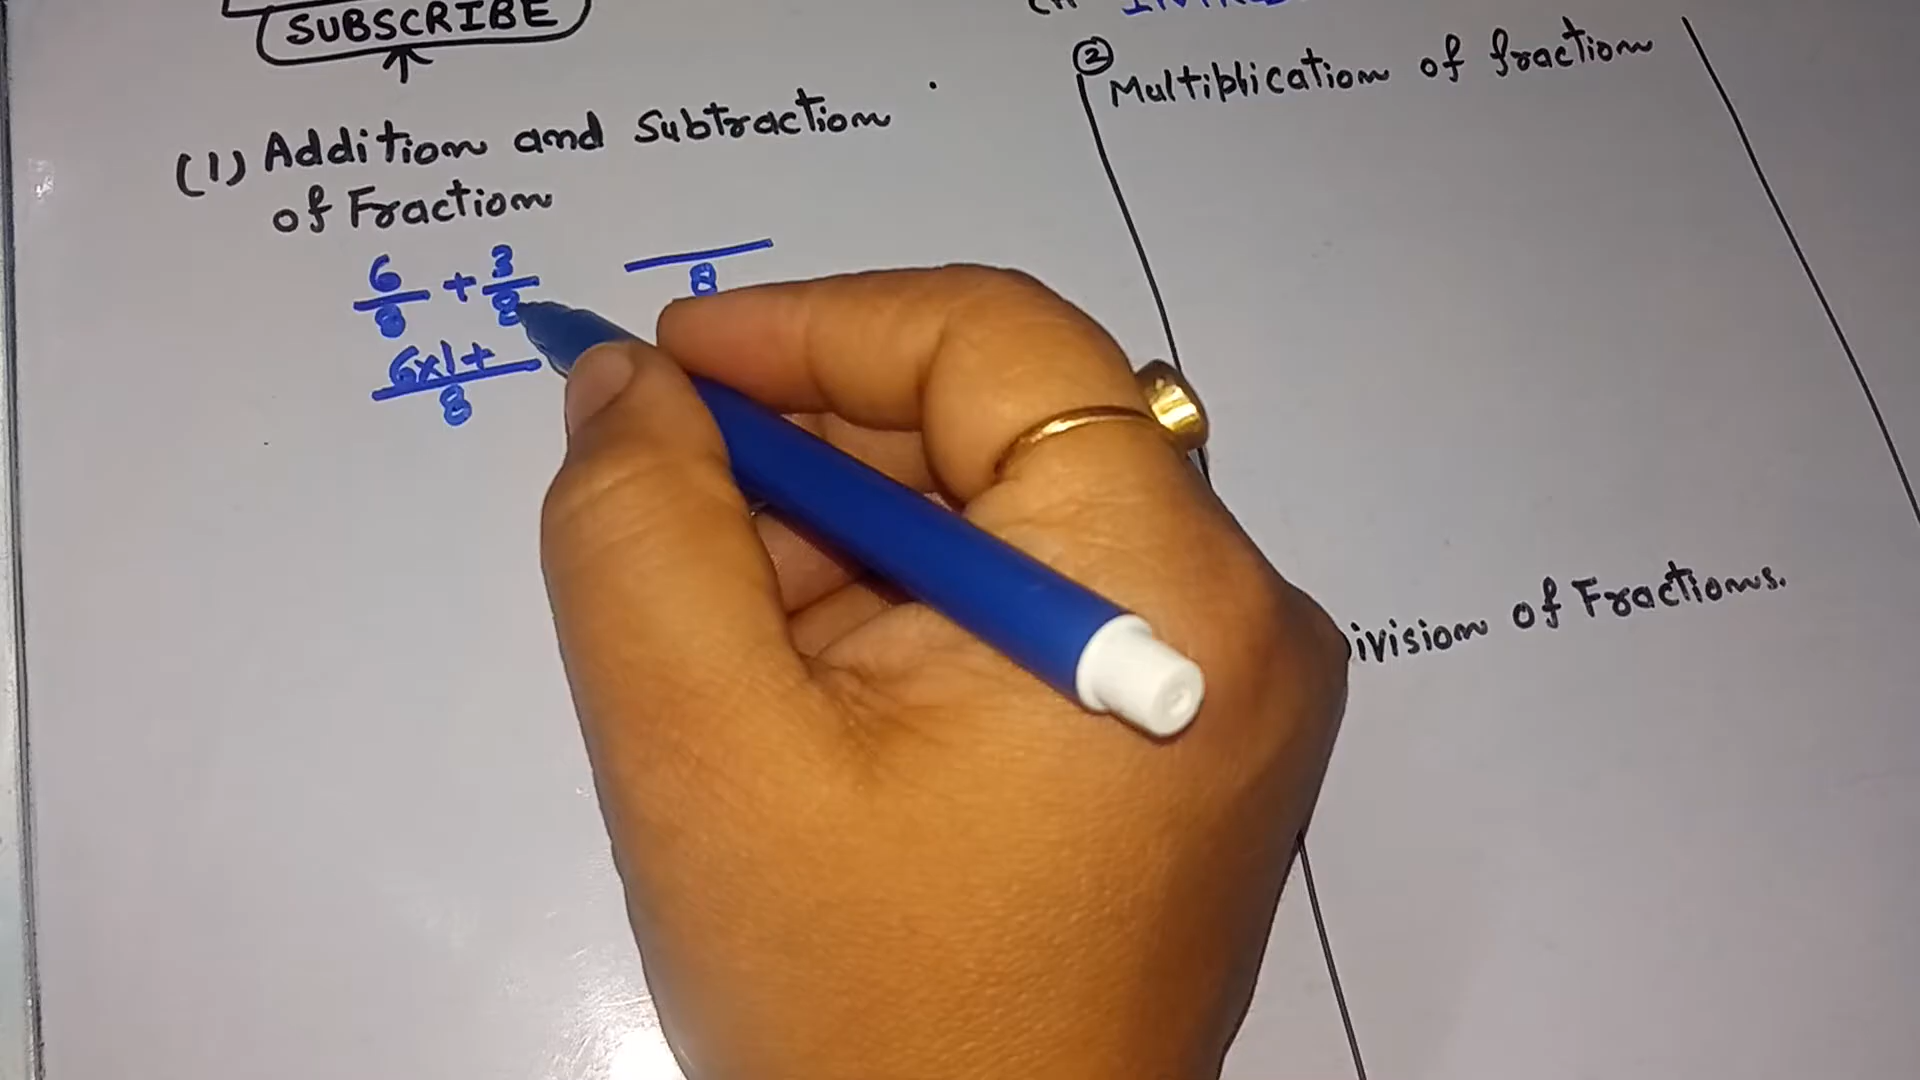 SUBSCRIBE
(1) Addition and Subtraction
of Fraction
6/8 + 3/8
6x1+
8
8
②
Multiplication of fraction
ivision of Fractions.